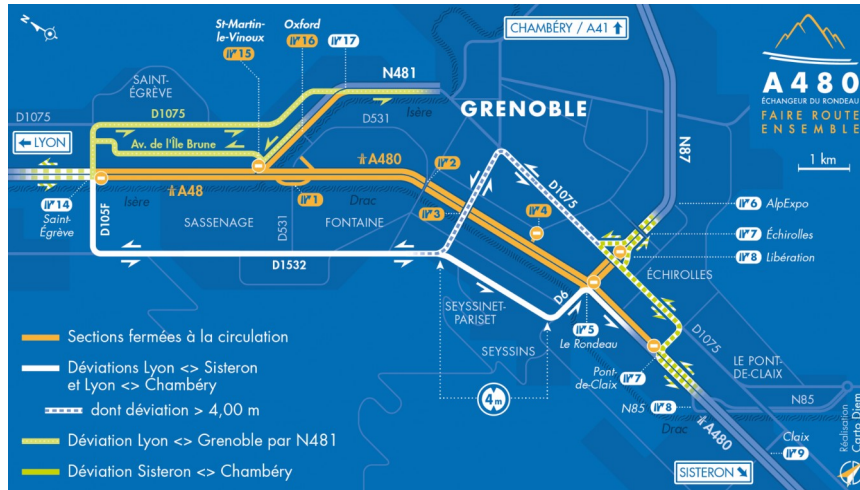 N
St-Martin-
le-Vinoux
15
Oxford
16
17
CHAMBÉRY / A41
A480
ÉCHANGEUR DU RONDEAU
FAIRE ROUTE
ENSEMBLE
1 km
SAINT-
ÉGRÈVE
N481
D1075
D1075
Isère
GRENOBLE
D531
LYON
Av. de l'Île Brune
A480
2
N87
14
Saint-
Égrève
A48
1
Isère
Drac
D105F
SASSENAGE
D531
FONTAINE
3
4
D1075
6 AlpExpo
7 Échirolles
8 Libération
D1532
ÉCHIROLLES
SEYSSINET-
PARISET
D6
5
Le Rondeau
SEYSSINS
D1075
Pont-
de-Claix
7
LE PONT-
DE-CLAIX
4m
N85
8
N85
Drac
A480
Claix
9
SISTERON
Sections fermées à la circulation
Déviations Lyon <> Sisteron
et Lyon <> Chambéry
dont déviation > 4,00 m
Déviation Lyon <> Grenoble par N481
Déviation Sisteron <> Chambéry
Réalisation
Carto Diem